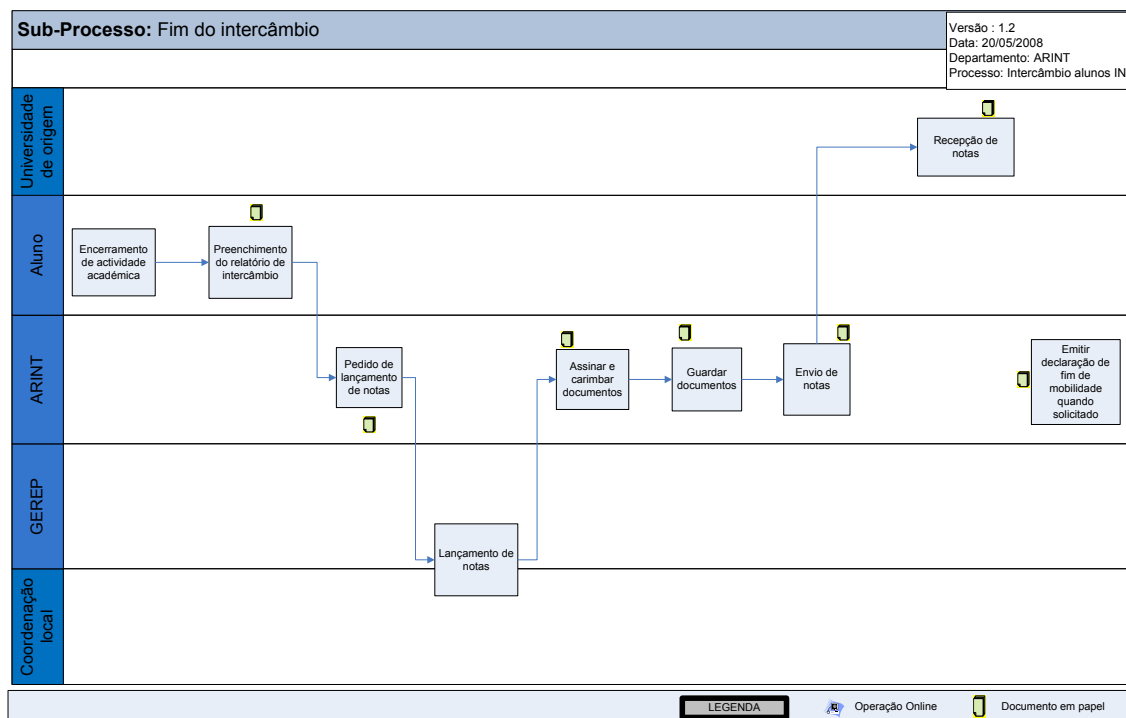 Sub-Processo: Fim do intercâmbio
Versão : 1.2
Data: 20/05/2008
Departamento: ARINT
Processo: Intercâmbio alunos IN
Universidade
de origem
Recepção de
notas
Aluno
Encerramento
de actividade
académica
Preenchimento
do relatório de
intercâmbio
ARINT
Pedido de
lançamento
de notas
Assinar e
carimbar
documentos
Guardar
documentos
Envio de
notas
Emitir
declaração de
fim de
mobilidade
quando
solicitado
GEREP
Lançamento de
notas
Coordenação
local
LEGENDA
Operação Online
Documento em papel